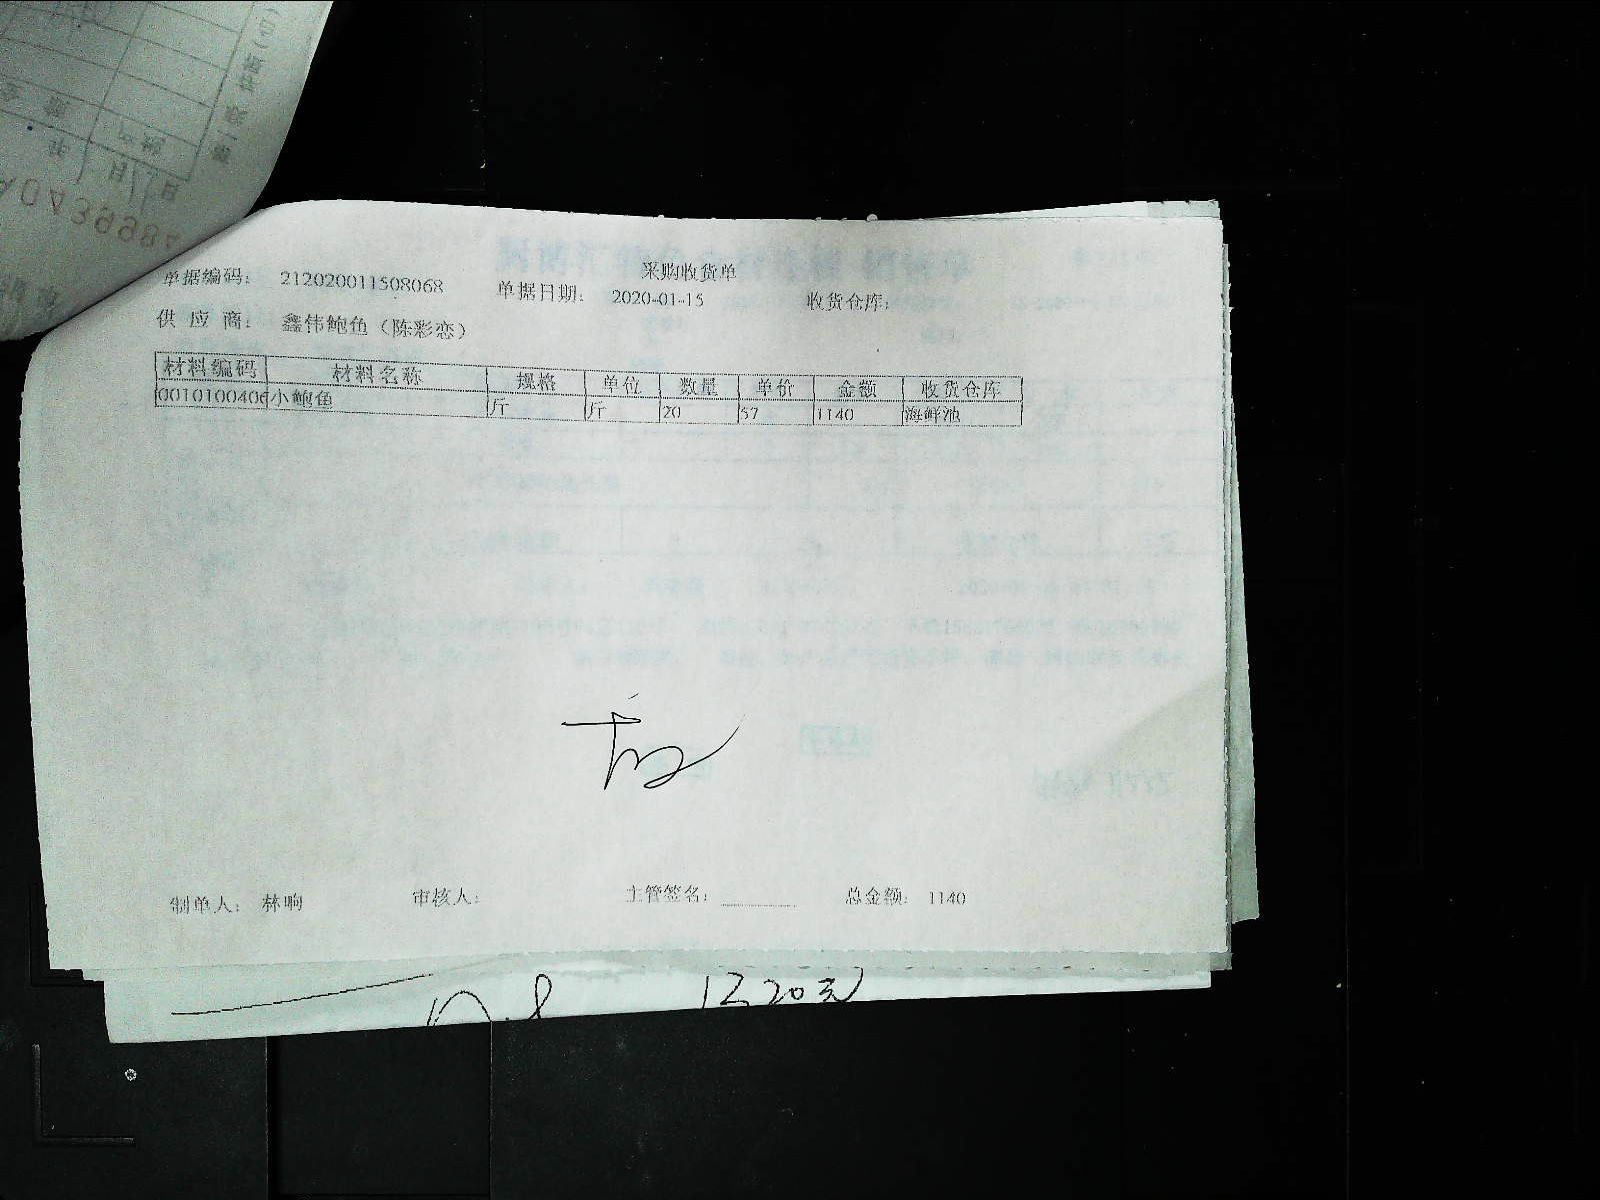 采购收货单
单据编码： 212020011508068 单据日期： 2020-01-15 收货仓库：
供 应 商： 鑫伟鲍鱼（陈彩恋）
材料编码 材料名称 规格 单位 数量 单价 金额 收货仓库
0010100406 小鲍鱼 斤 斤 20 57 1140 海鲜池
制单人： 林响 审核人： 主管签名： 总金额： 1140